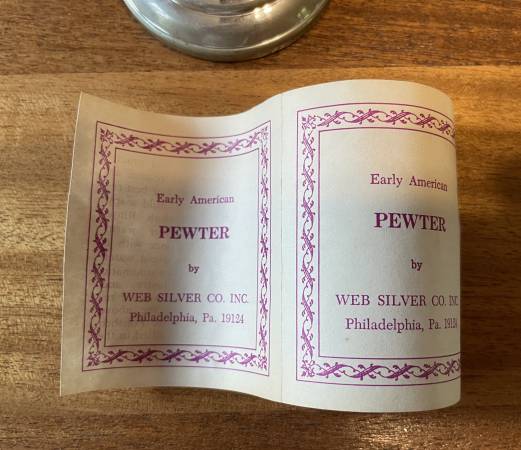 Early American
PEWTER
by
WEB SILVER CO. INC.
Philadelphia, Pa. 19124
Early American
PEWTER
by
WEB SILVER CO. INC.
Philadelphia, Pa. 19124